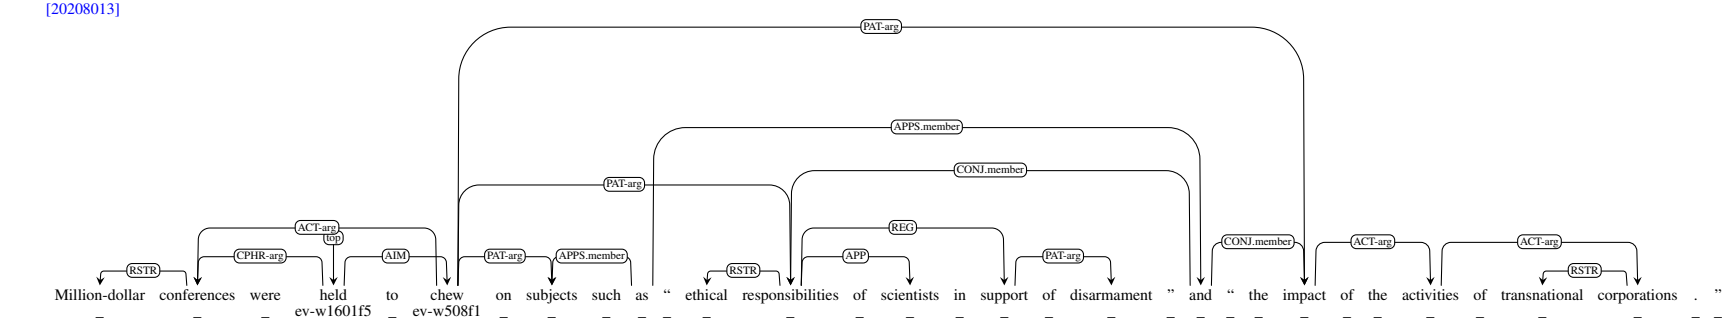 [20208013]
PAT-arg
APPS.member
CONJ.member
PAT-arg
ACT-arg REG
top
CONJ.member ACT-arg ACT-arg
CPHR-arg AIM PAT-arg APPS.member APP PAT-arg
RSTR RSTR RSTR
Million-dollar conferences were held to chew on subjects such as “ ethical responsibilities of scientists in support of disarmament ” and “ the impact of the activities of transnational corporations . ”
_ _ _ ev-w1601f5 _ ev-w508f1 _ _ _ _ _ _ _ _ _ _ _ _ _ _ _ _ _ _ _ _ _ _ _ _ _